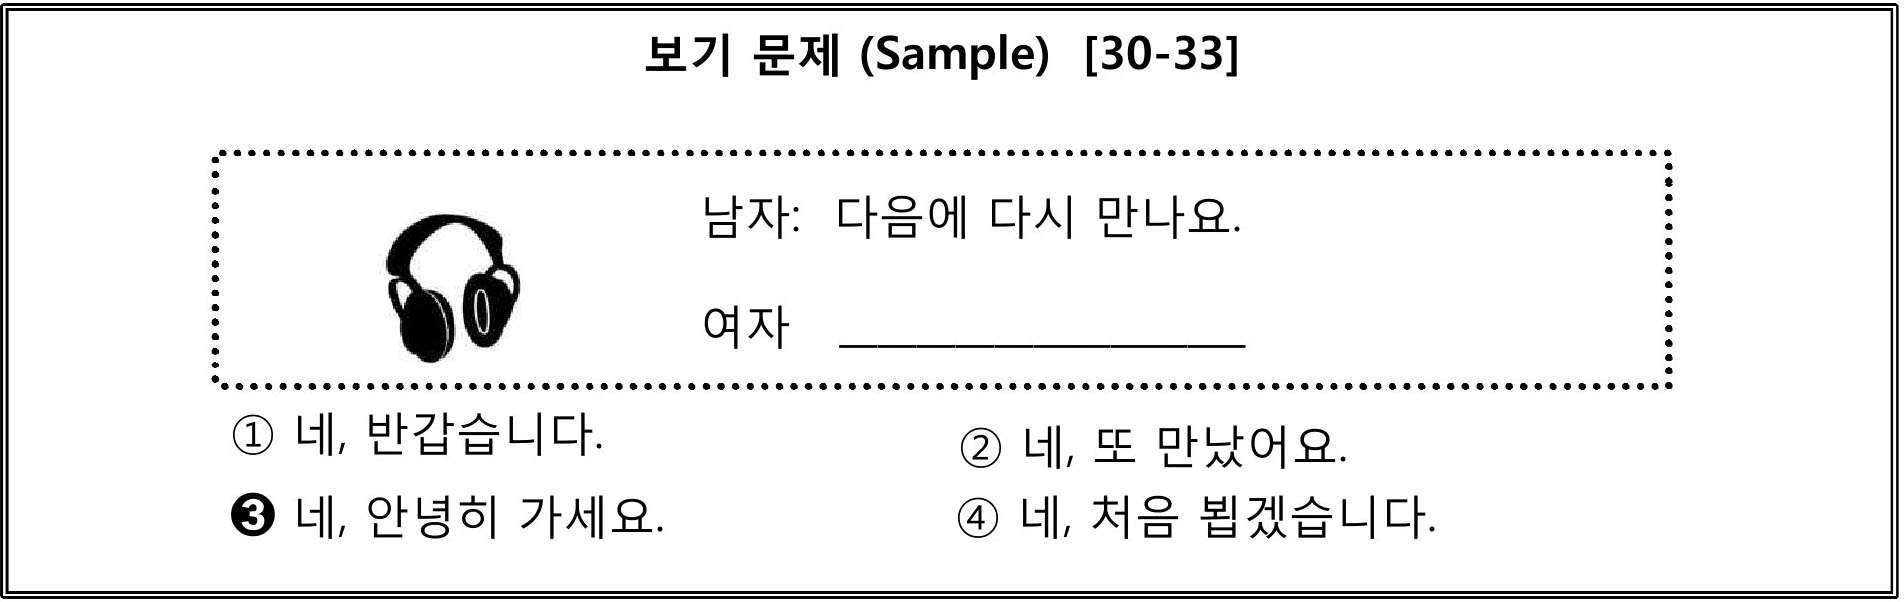 보기 문제 (Sample) [30-33]
남자: 다음에 다시 만나요.
여자 ____________________
① 네, 반갑습니다.
② 네, 또 만났어요.
❸ 네, 안녕히 가세요.
④ 네, 처음 뵙겠습니다.